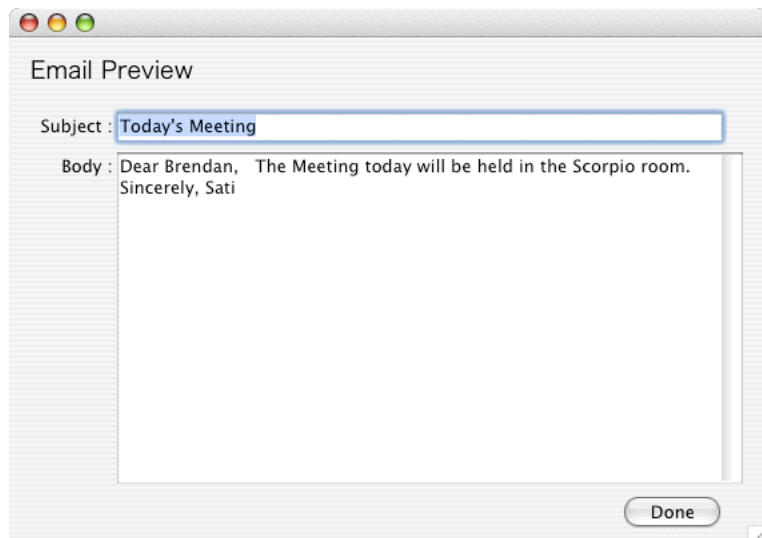 Email Preview
Subject : Today's Meeting
Body : Dear Brendan,   The Meeting today will be held in the Scorpio room.
Sincerely, Sati
Done